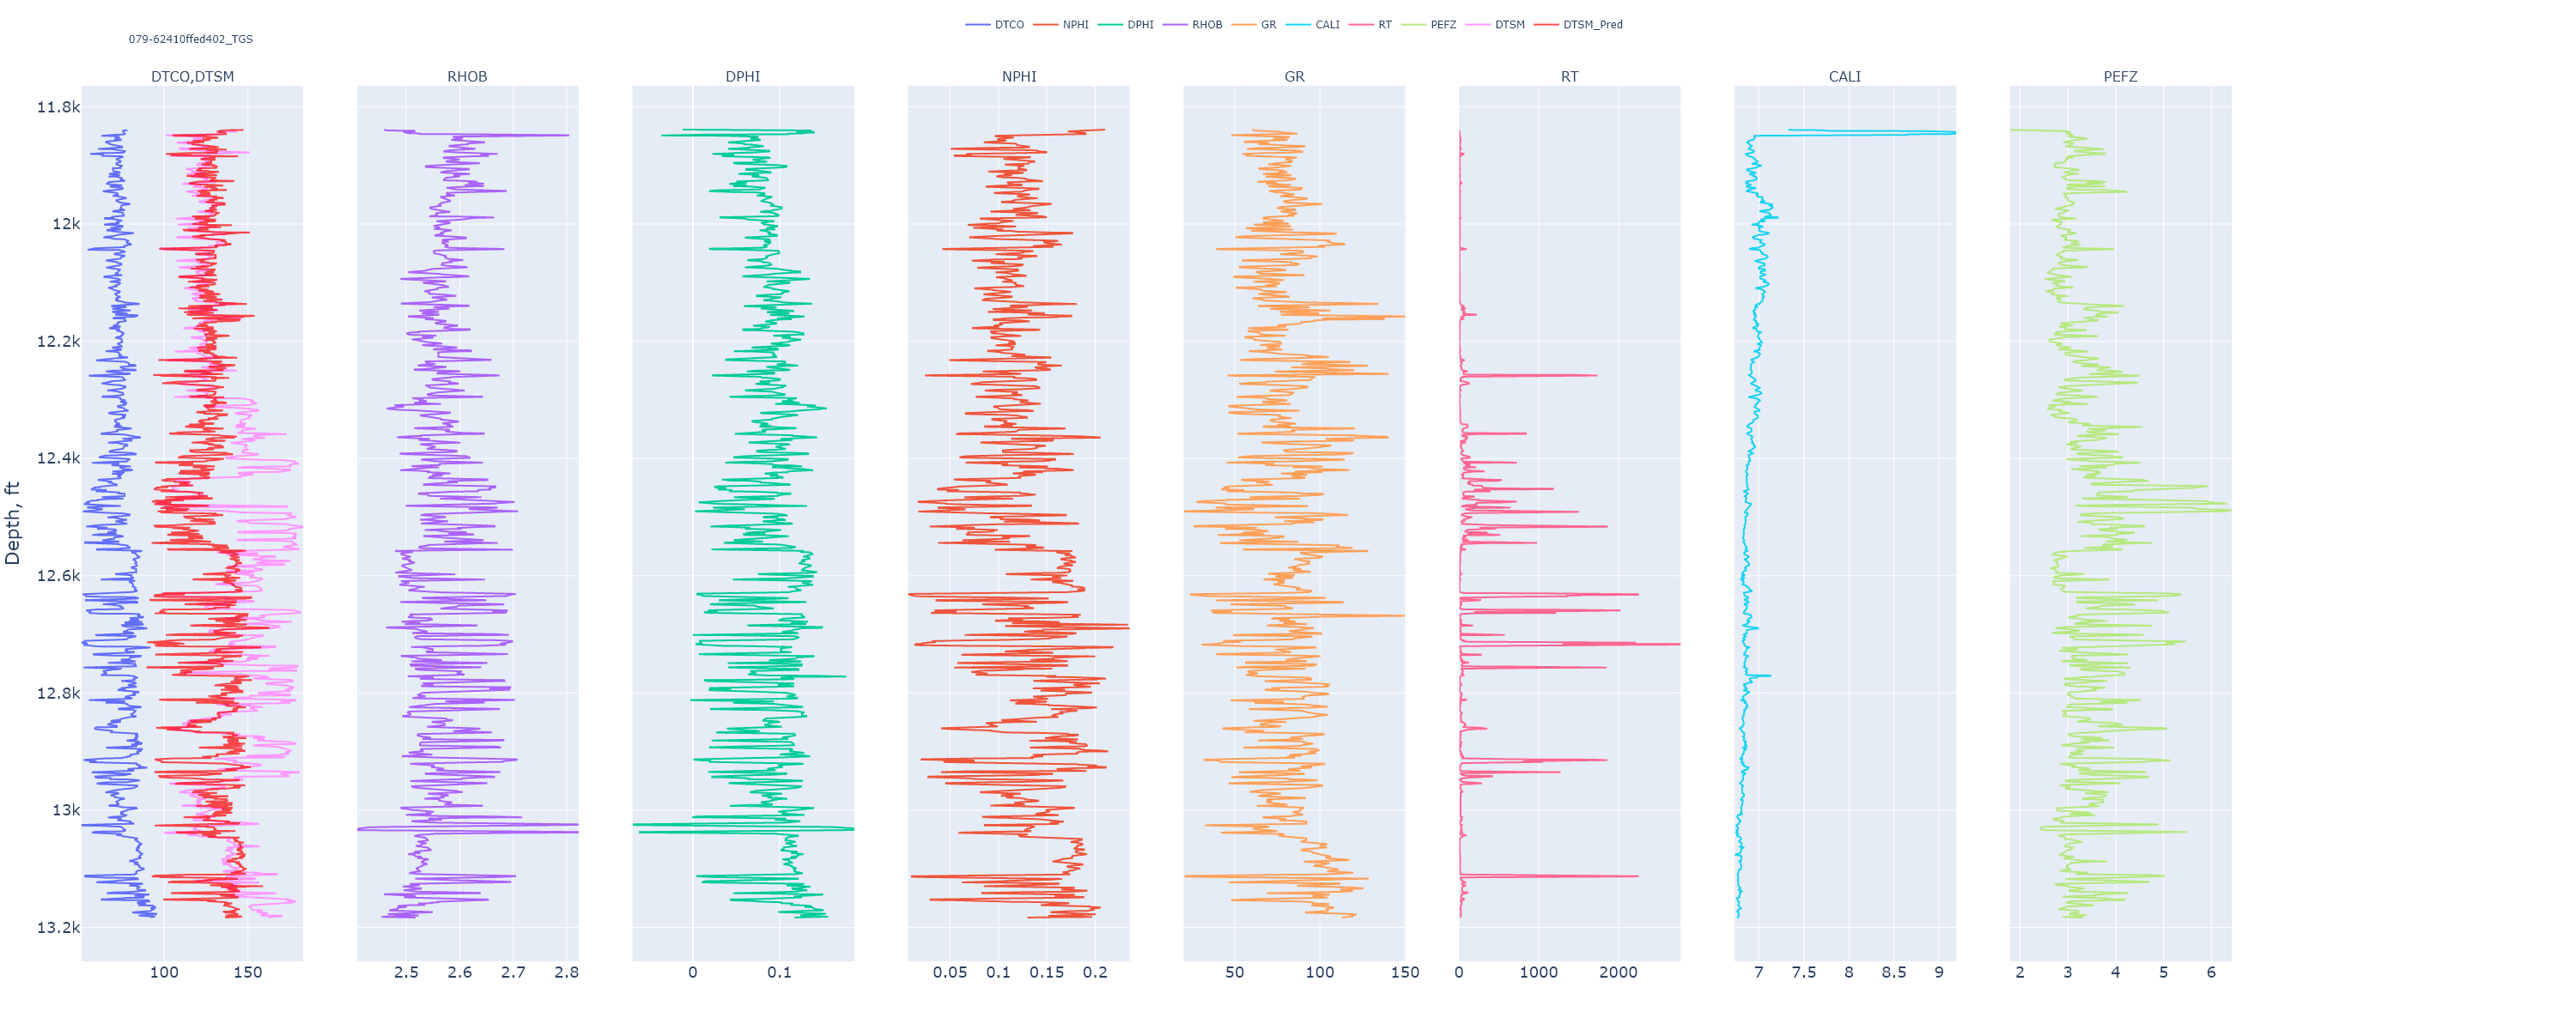 DTCO NPHI DPHI RHOB GR CALI RT PEFZ DTSM DTSM_Pred
079-62410ffed402_TGS
DTCO,DTSM RHOB DPHI NPHI GR RT CALI PEFZ
11.8k
12k
12.2k
12.4k
12.6k
12.8k
13k
13.2k
Depth, ft
100 150 2.5 2.6 2.7 2.8 0 0.1 0.05 0.1 0.15 0.2 50 100 150 0 1000 2000 7 7.5 8 8.5 9 2 3 4 5 6